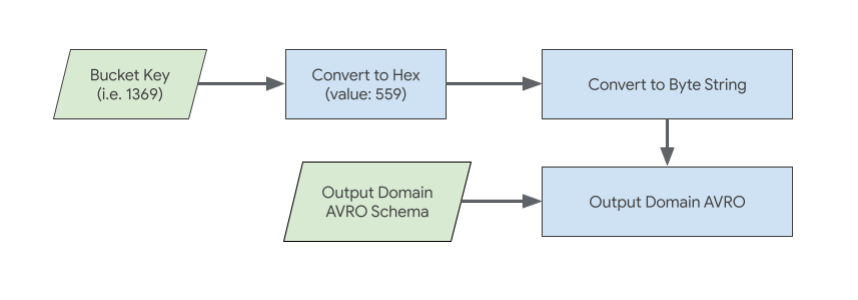 Bucket Key
(i.e. 1369)
Convert to Hex
(value: 559)
Convert to Byte String
Output Domain
AVRO Schema
Output Domain AVRO